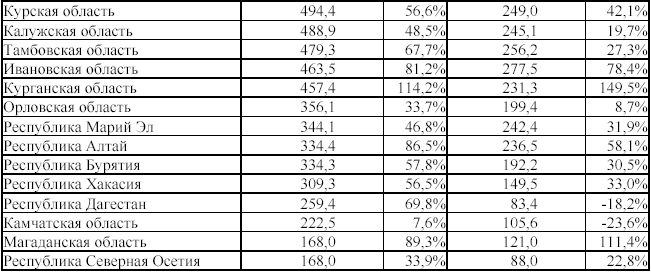 Курская область 494,4 56,6% 249,0 42,1%
Калужская область 488,9 48,5% 245,1 19,7%
Тамбовская область 479,3 67,7% 256,2 27,3%
Ивановская область 463,5 81,2% 277,5 78,4%
Курганская область 457,4 114,2% 231,3 149,5%
Орловская область 356,1 33,7% 199,4 8,7%
Республика Марий Эл 344,1 46,8% 242,4 31,9%
Республика Алтай 334,4 86,5% 236,5 58,1%
Республика Бурятия 334,3 57,8% 192,2 30,5%
Республика Хакасия 309,3 56,5% 149,5 33,0%
Республика Дагестан 259,4 69,8% 83,4 -18,2%
Камчатская область 222,5 7,6% 105,6 -23,6%
Магаданская область 168,0 89,3% 121,0 111,4%
Республика Северная Осетия 168,0 33,9% 88,0 22,8%